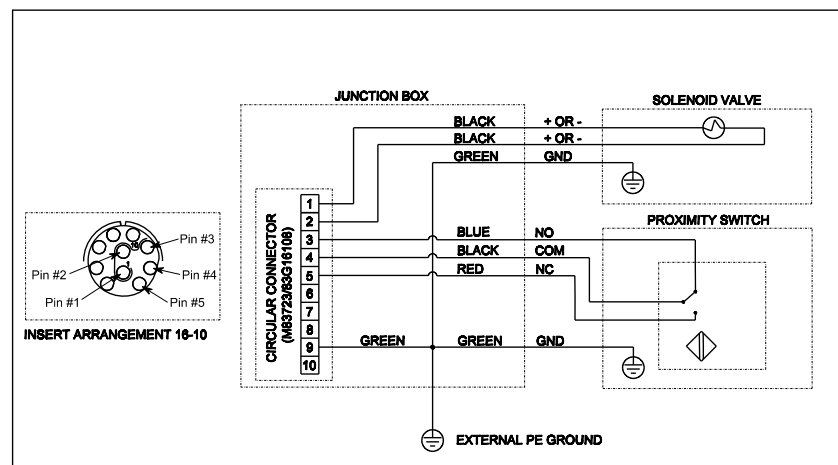 JUNCTION BOX
SOLENOID VALVE
BLACK + OR -
BLACK + OR -
GREEN GND
CIRCULAR CONNECTOR
(M83723/83G16108)
1
2
3
4
5
6
7
8
9
10
PROXIMITY SWITCH
BLUE NO
BLACK COM
RED NC
GREEN GREEN GND
EXTERNAL PE GROUND
1
Pin #3
Pin #2
Pin #4
Pin #1
Pin #5
INSERT ARRANGEMENT 16-10